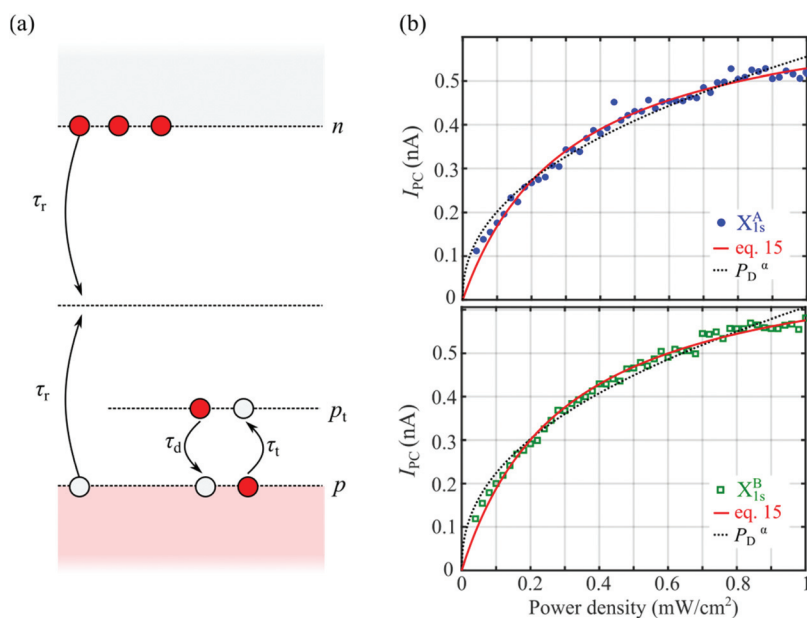 (a)
n
τr
τr
pt
τd
τt
p
(b)
0.5
0.4
0.3
0.2
0.1
0
IPC (nA)
X1sA
eq. 15
PD α
0.5
0.4
0.3
0.2
0.1
0
IPC (nA)
X1sB
eq. 15
PD α
0 0.2 0.4 0.6 0.8 1
Power density (mW/cm²)